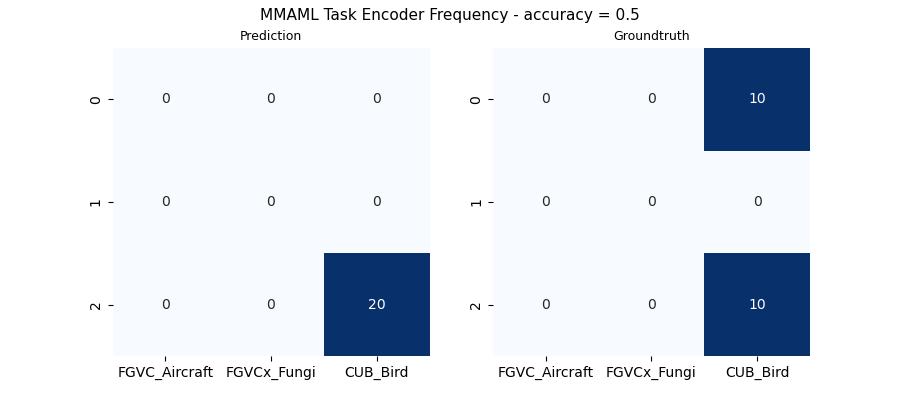 MMAML Task Encoder Frequency - accuracy = 0.5
Prediction
0 0 0 0
1 0 0 0
2 0 0 20
FGVC_Aircraft FGVCx_Fungi CUB_Bird
Groundtruth
0 0 0 10
1 0 0 0
2 0 0 10
FGVC_Aircraft FGVCx_Fungi CUB_Bird